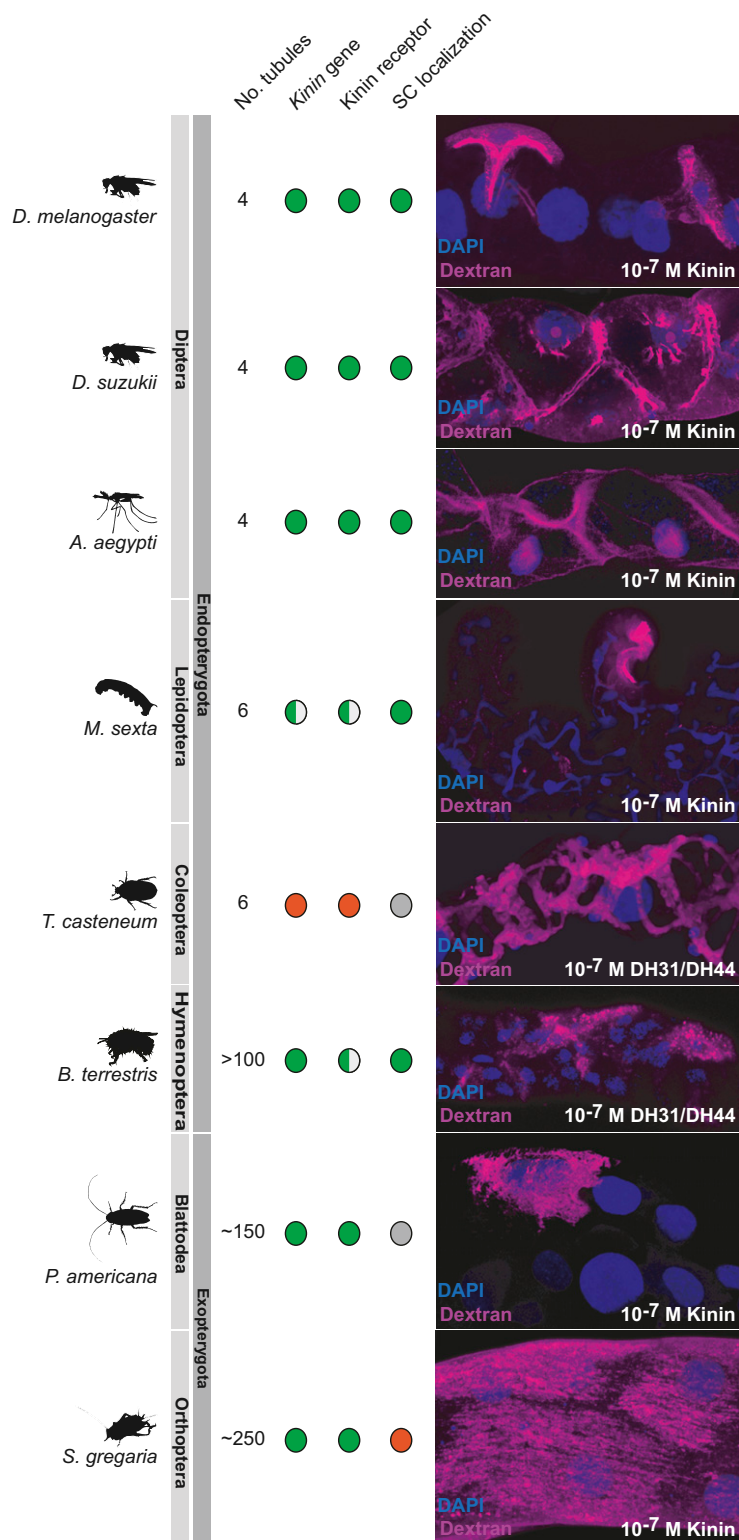 No. tubules
Kinin gene
Kinin receptor
SC localization
D. melanogaster
4
DAPI
Dextran
10-7 M Kinin
Diptera
D. suzukii
4
DAPI
Dextran
10-7 M Kinin
A. aegypti
4
DAPI
Dextran
10-7 M Kinin
Endopterygota
Lepidoptera
M. sexta
6
DAPI
Dextran
10-7 M Kinin
Coleoptera
T. casteneum
6
DAPI
Dextran
10-7 M DH31/DH44
Hymenoptera
B. terrestris
>100
DAPI
Dextran
10-7 M DH31/DH44
Blattodea
P. americana
~150
DAPI
Dextran
10-7 M Kinin
Exopterygota
Orthoptera
S. gregaria
~250
DAPI
Dextran
10-7 M Kinin